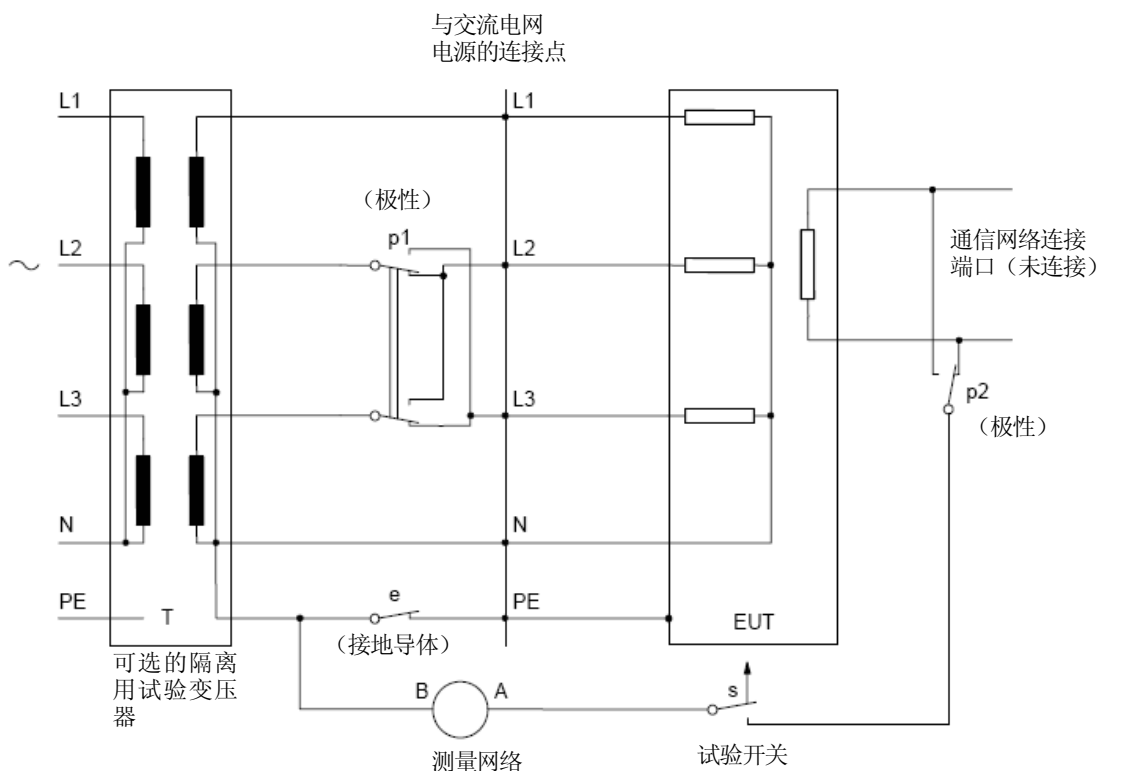 与交流电网
电源的连接点
L1
L1
（极性）
p1
L2
L2
～
通信网络连接
端口（未连接）
L3
L3
p2
（极性）
N
N
PE
T
e
PE
EUT
（接地导体）
可选的隔离
用试验变压
器
B
A
s
测量网络
试验开关